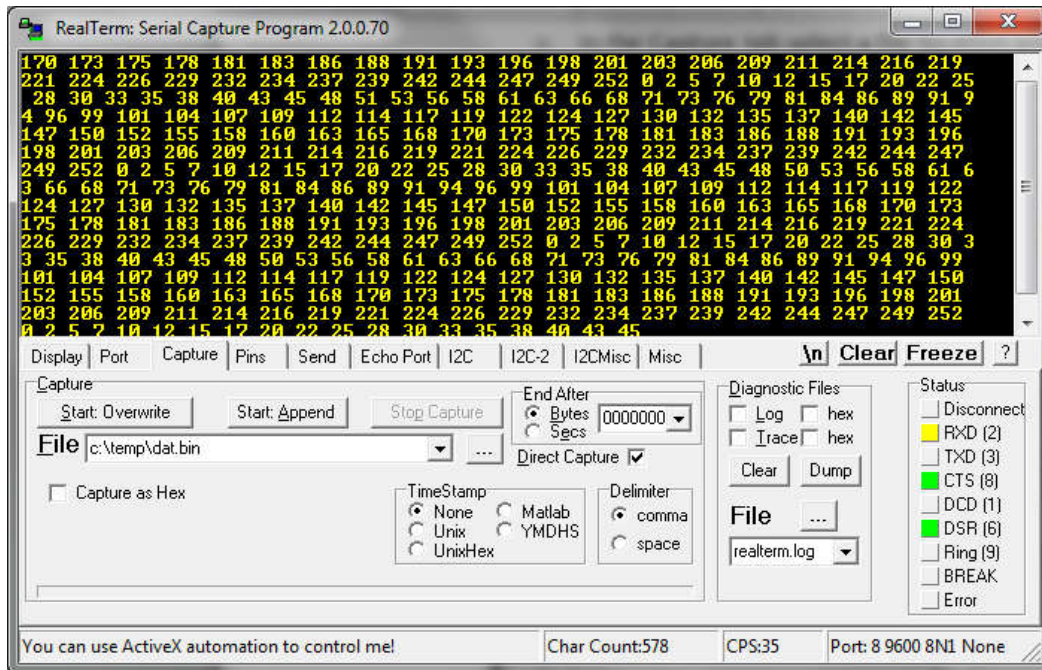 RealTerm: Serial Capture Program 2.0.0.70
170 173 175 178 181 183 186 188 191 193 196 198 201 203 206 209 211 214 216 219
221 224 226 229 232 234 237 239 242 244 247 249 252 0 2 5 7 10 12 15 17 20 22 25
28 30 33 35 38 40 43 45 48 51 53 56 58 61 63 66 68 71 73 76 79 81 84 86 89 91 9
4 96 99 101 104 107 109 112 114 117 119 122 124 127 130 132 135 137 140 142 145
147 150 152 155 158 160 163 165 168 170 173 175 178 181 183 186 188 191 193 196
198 201 203 206 209 211 214 216 219 221 224 226 229 232 234 237 239 242 244 247
249 252 0 2 5 7 10 12 15 17 20 22 25 28 30 33 35 38 40 43 45 48 50 53 56 58 61 6
3 66 68 71 73 76 79 81 84 86 89 91 94 96 99 101 104 107 109 112 114 117 119 122
124 127 130 132 135 137 140 142 145 147 150 152 155 158 160 163 165 168 170 173
175 178 181 183 186 188 191 193 196 198 201 203 206 209 211 214 216 219 221 224
226 229 232 234 237 239 242 244 247 249 252 0 2 5 7 10 12 15 17 20 22 25 28 30 3
3 35 38 40 43 45 48 50 53 56 58 61 63 66 68 71 73 76 79 81 84 86 89 91 94 96 99
101 104 107 109 112 114 117 119 122 124 127 130 132 135 137 140 142 145 147 150
152 155 158 160 163 165 168 170 173 175 178 181 183 186 188 191 193 196 198 201
203 206 209 211 214 216 219 221 224 226 229 232 234 237 239 242 244 247 249 252
0 2 5 7 10 12 15 17 20 22 25 28 30 33 35 38 40 43 45
Display Port Capture Pins Send Echo Port I2C I2C-2 I2CMisc Misc \n Clear Freeze ?
Capture
Start: Overwrite Start: Append Stop Capture
End After
Bytes
Secs
0000000
File c:\temp\dat.bin ...
Direct Capture
Capture as Hex
TimeStamp
None Matlab
Unix YMDHS
UnixHex
Delimiter
comma
space
Diagnostic Files
Log hex
Trace hex
Clear Dump
File ...
realterm.log
Status
Disconnect
RXD (2)
TXD (3)
CTS (8)
DCD (1)
DSR (6)
Ring (9)
BREAK
Error
You can use ActiveX automation to control me! Char Count:578 CPS:35 Port: 8 9600 8N1 None